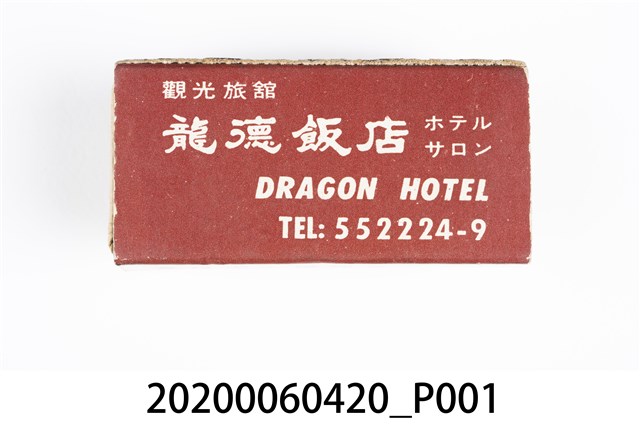 觀光旅舘
龍德飯店 ホテル サロン
DRAGON HOTEL
TEL: 552224-9
20200060420_P001